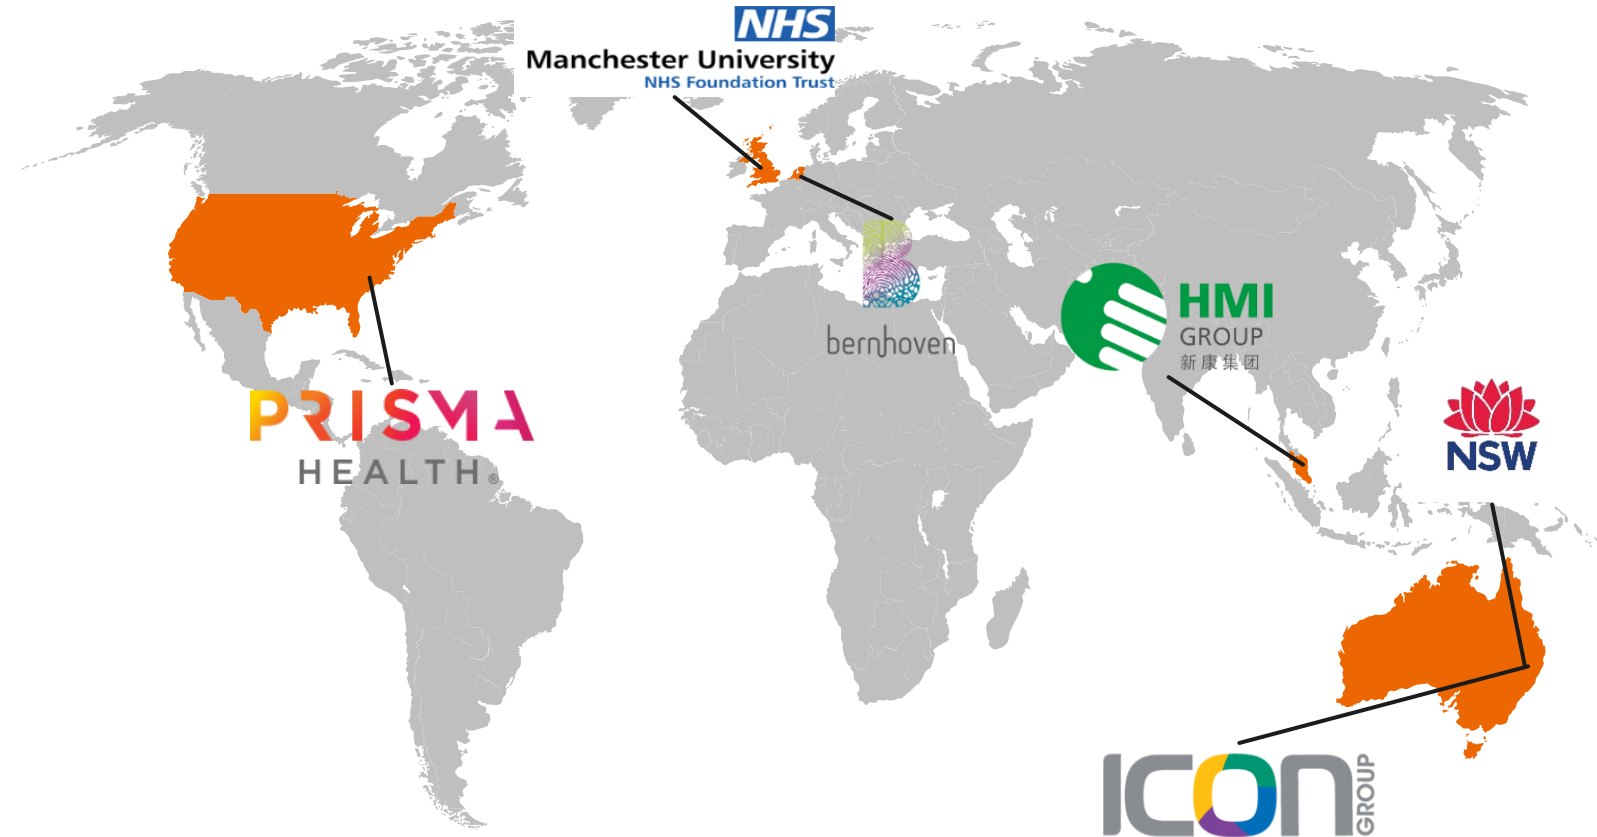 NHS
Manchester University
NHS Foundation Trust
bernhoven
HMI
GROUP
新康集团
PRISMA
HEALTH®
NSW
ICON
GROUP